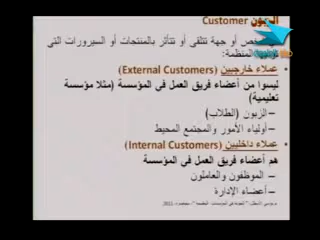 الزبون Customer
شخص أو جهة تتلقى أو تتأثر بالمنتجات أو السيرورات التي
المنظمة:
• عملاء خارجيين (External Customers)
ليسوا من أعضاء فريق العمل في المؤسسة (مثلا مؤسسة
تعليمية)
– الزبون (الطلاب)
– أولياء الأمور والمجتمع المحيط
• عملاء داخليين (Internal Customers)
هم أعضاء فريق العمل في المؤسسة
– الموظفون والعاملون
– أعضاء الإدارة